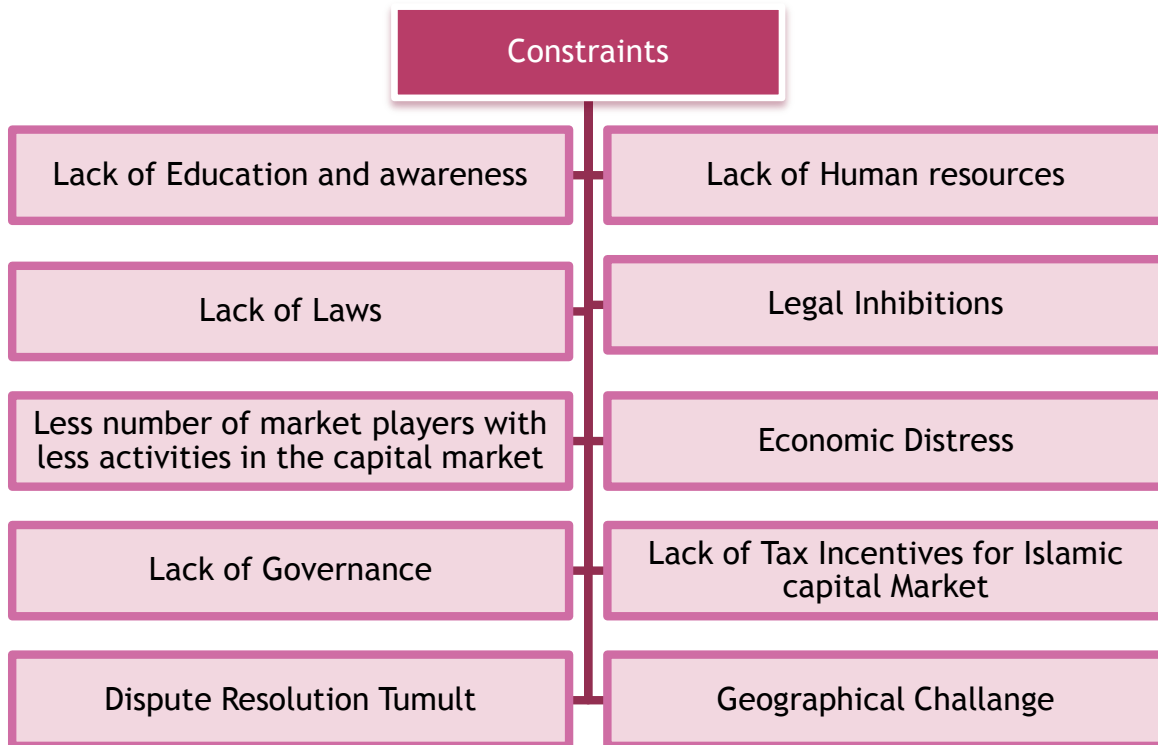 Constraints
Lack of Education and awareness
Lack of Human resources
Lack of Laws
Legal Inhibitions
Less number of market players with
less activities in the capital market
Economic Distress
Lack of Governance
Lack of Tax Incentives for Islamic
capital Market
Dispute Resolution Tumult
Geographical Challange